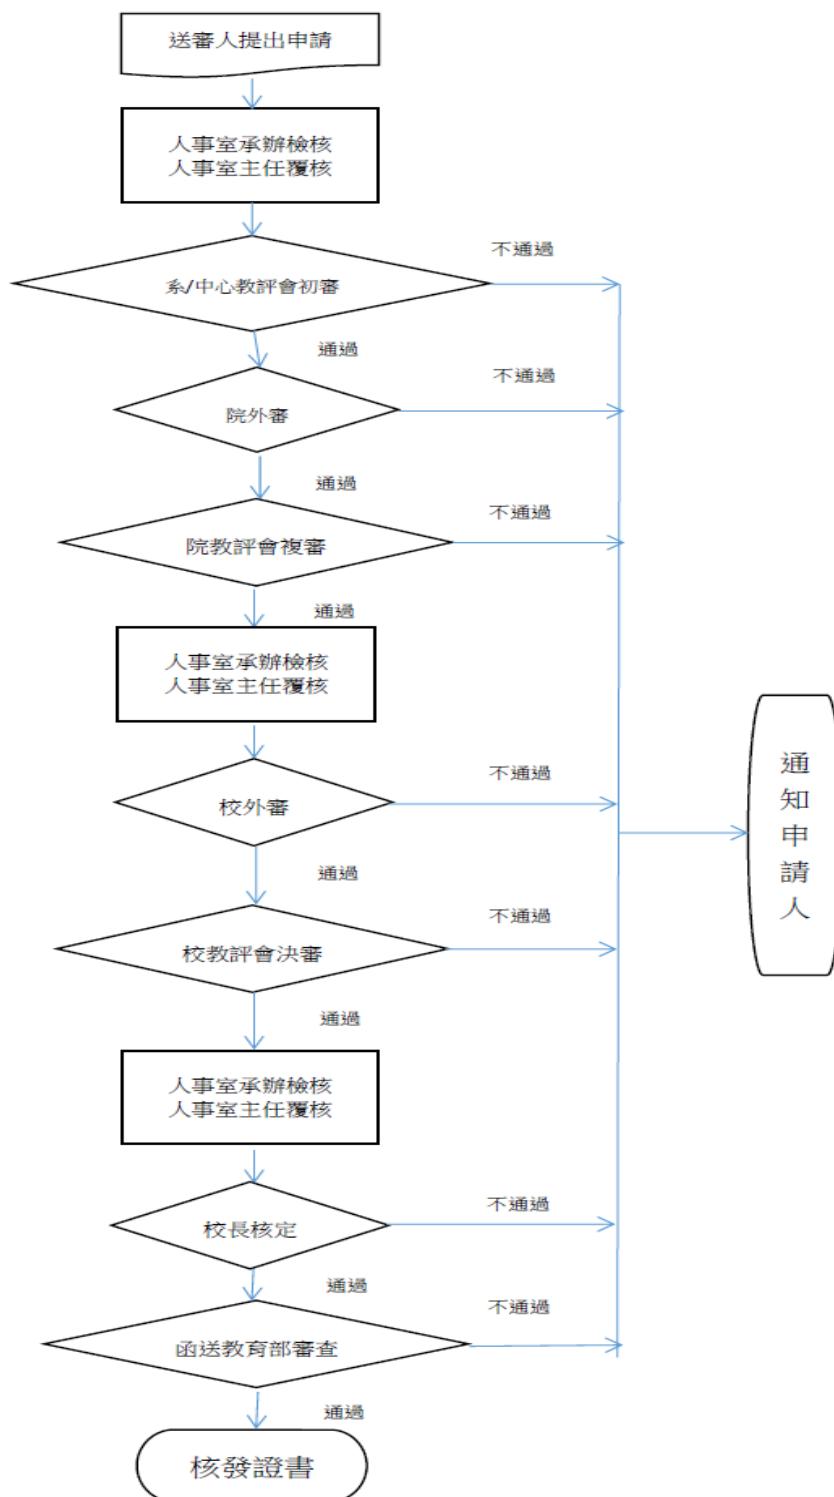 送審人提出申請
人事室承辦檢核
人事室主任覆核
系/中心教評會初審
不通過
通過
院外審
不通過
通過
院教評會複審
不通過
通過
人事室承辦檢核
人事室主任覆核
校外審
不通過
通過
校教評會決審
不通過
通過
人事室承辦檢核
人事室主任覆核
校長核定
不通過
通過
函送教育部審查
不通過
通過
核發證書
通知申請人